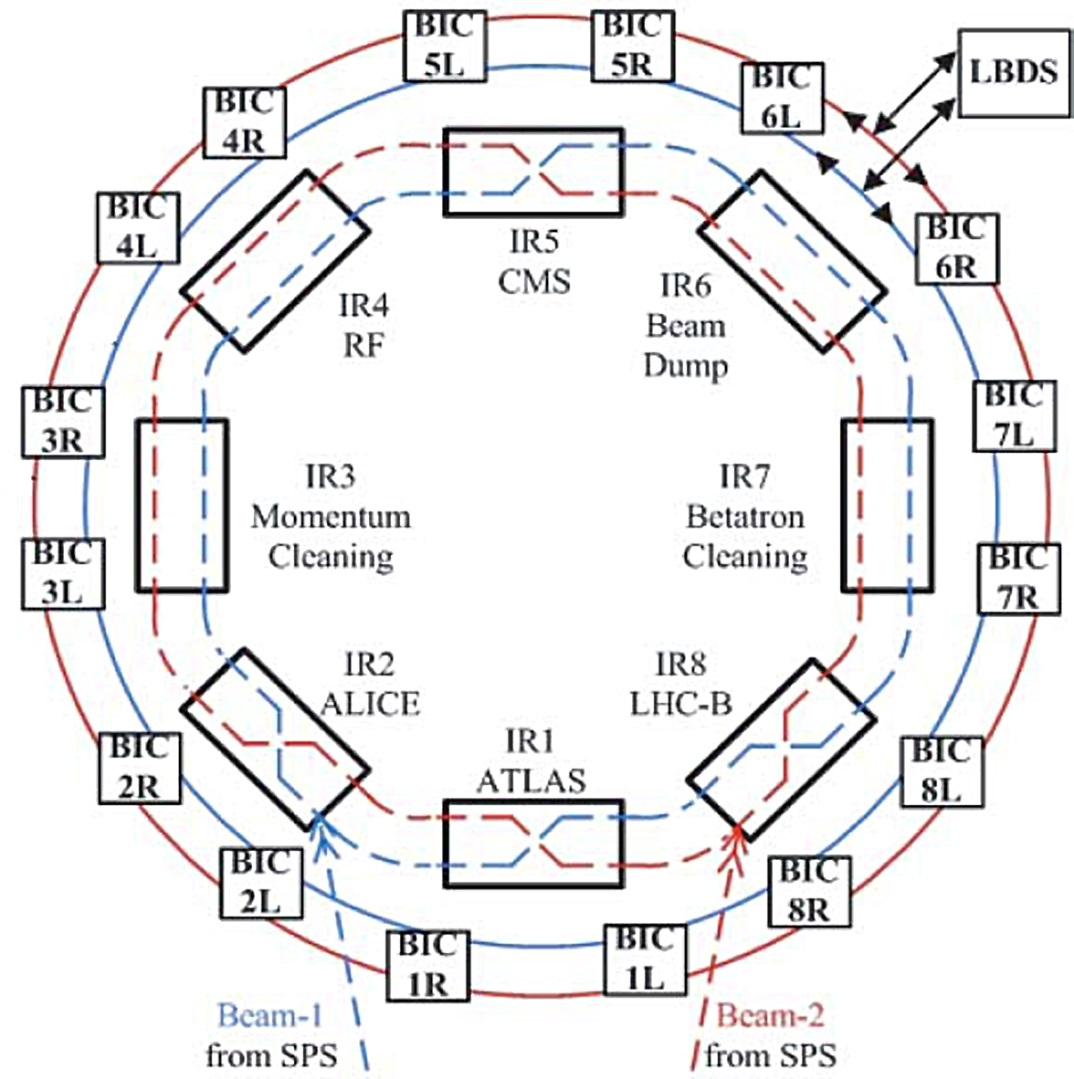 BIC
5L
BIC
5R
BIC
6L
LBDS
BIC
4R
BIC
4L
BIC
6R
IR5
CMS
IR4
RF
IR6
Beam
Dump
BIC
3R
BIC
7L
IR3
Momentum
Cleaning
IR7
Betatron
Cleaning
BIC
3L
BIC
7R
IR2
ALICE
IR8
LHC-B
IR1
ATLAS
BIC
2R
BIC
8L
BIC
2L
BIC
8R
BIC
1R
BIC
1L
Beam-1
from SPS
Beam-2
from SPS